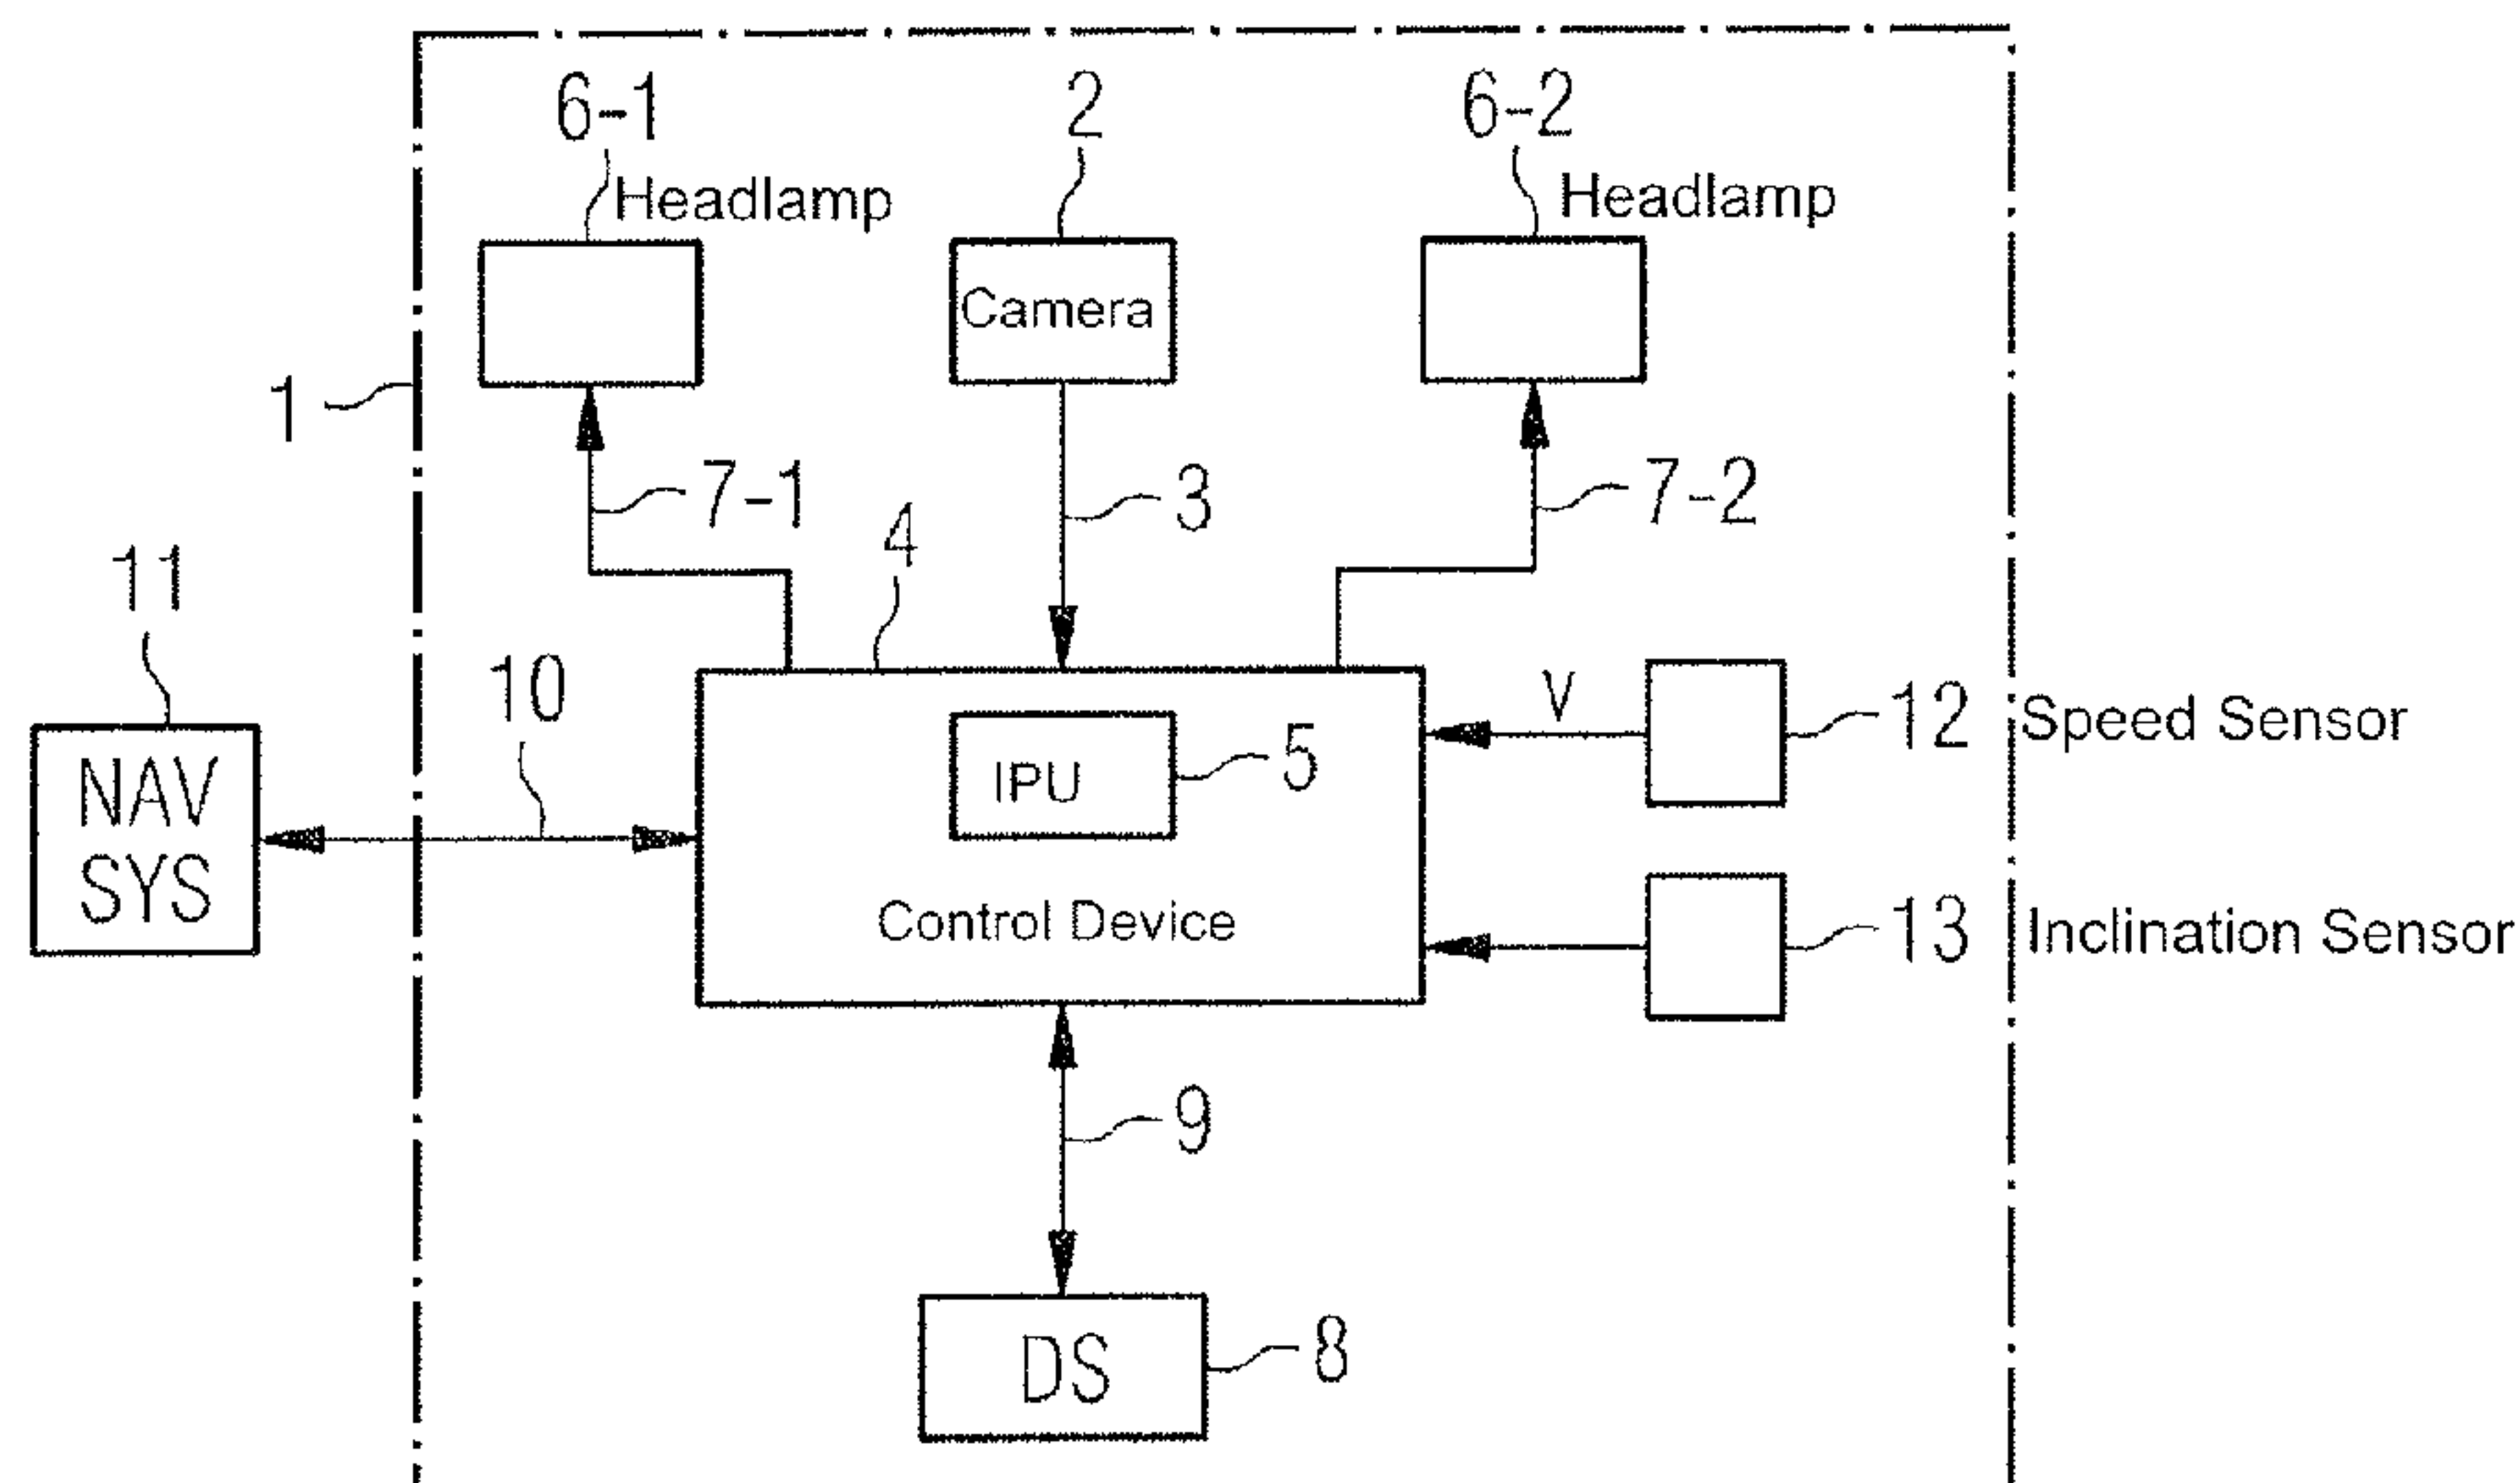 6-1
2
6-2
Headlamp
Headlamp
Camera
1
7-1
3
7-2
4
11
10
V
12
Speed Sensor
NAV
SYS
IPU
5
Control Device
13
Inclination Sensor
9
DS
8